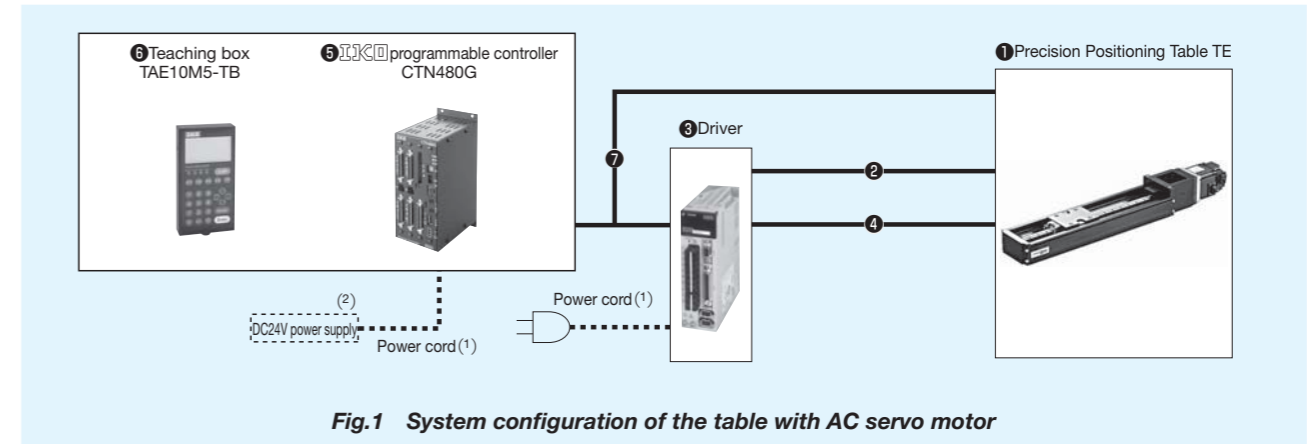 ❻Teaching box
TAE10M5-TB
❺IKO programmable controller
CTN480G
❶Precision Positioning Table TE
❸Driver
❼
❷
❹
(2)
DC24V power supply
Power cord(1)
Power cord(1)
Fig.1 System configuration of the table with AC servo motor